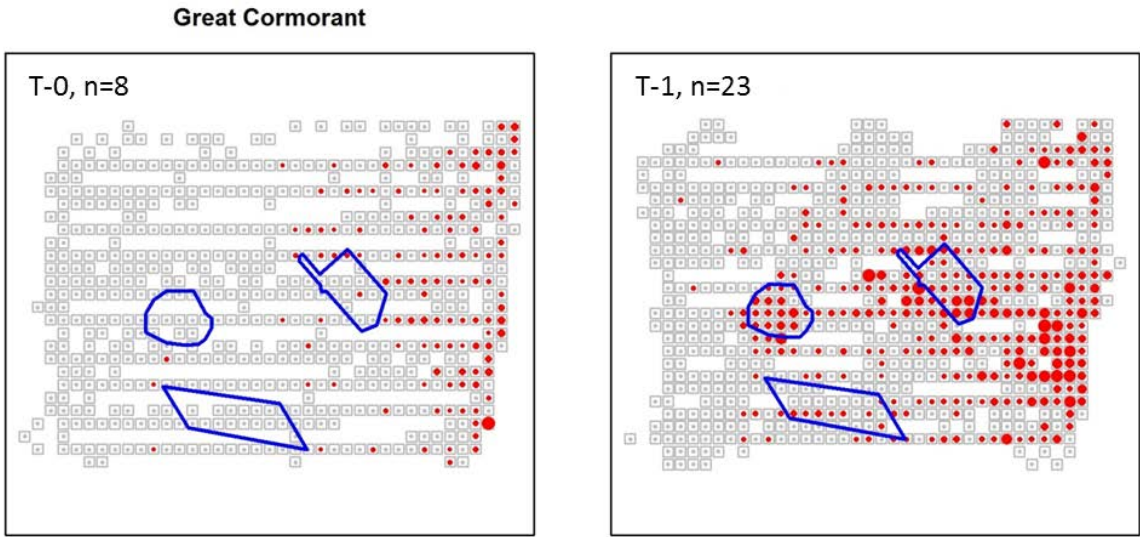 Great Cormorant
T-0, n=8
T-1, n=23